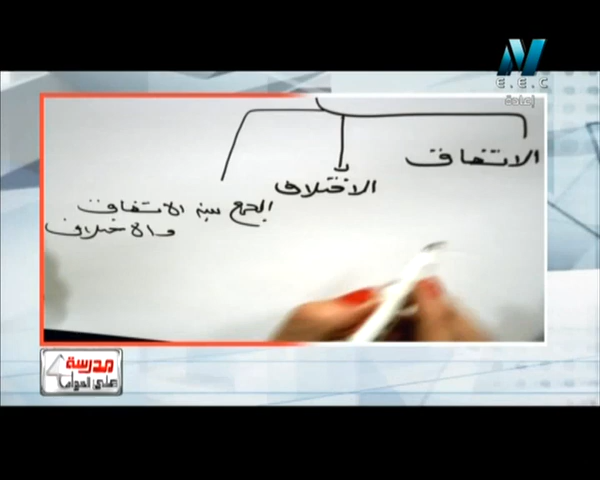 E.E.C
إعادة
الاتفاق
الاختلاف
الجمع بين الاتفاق
والاختلاف
مدرسة
على الهواء